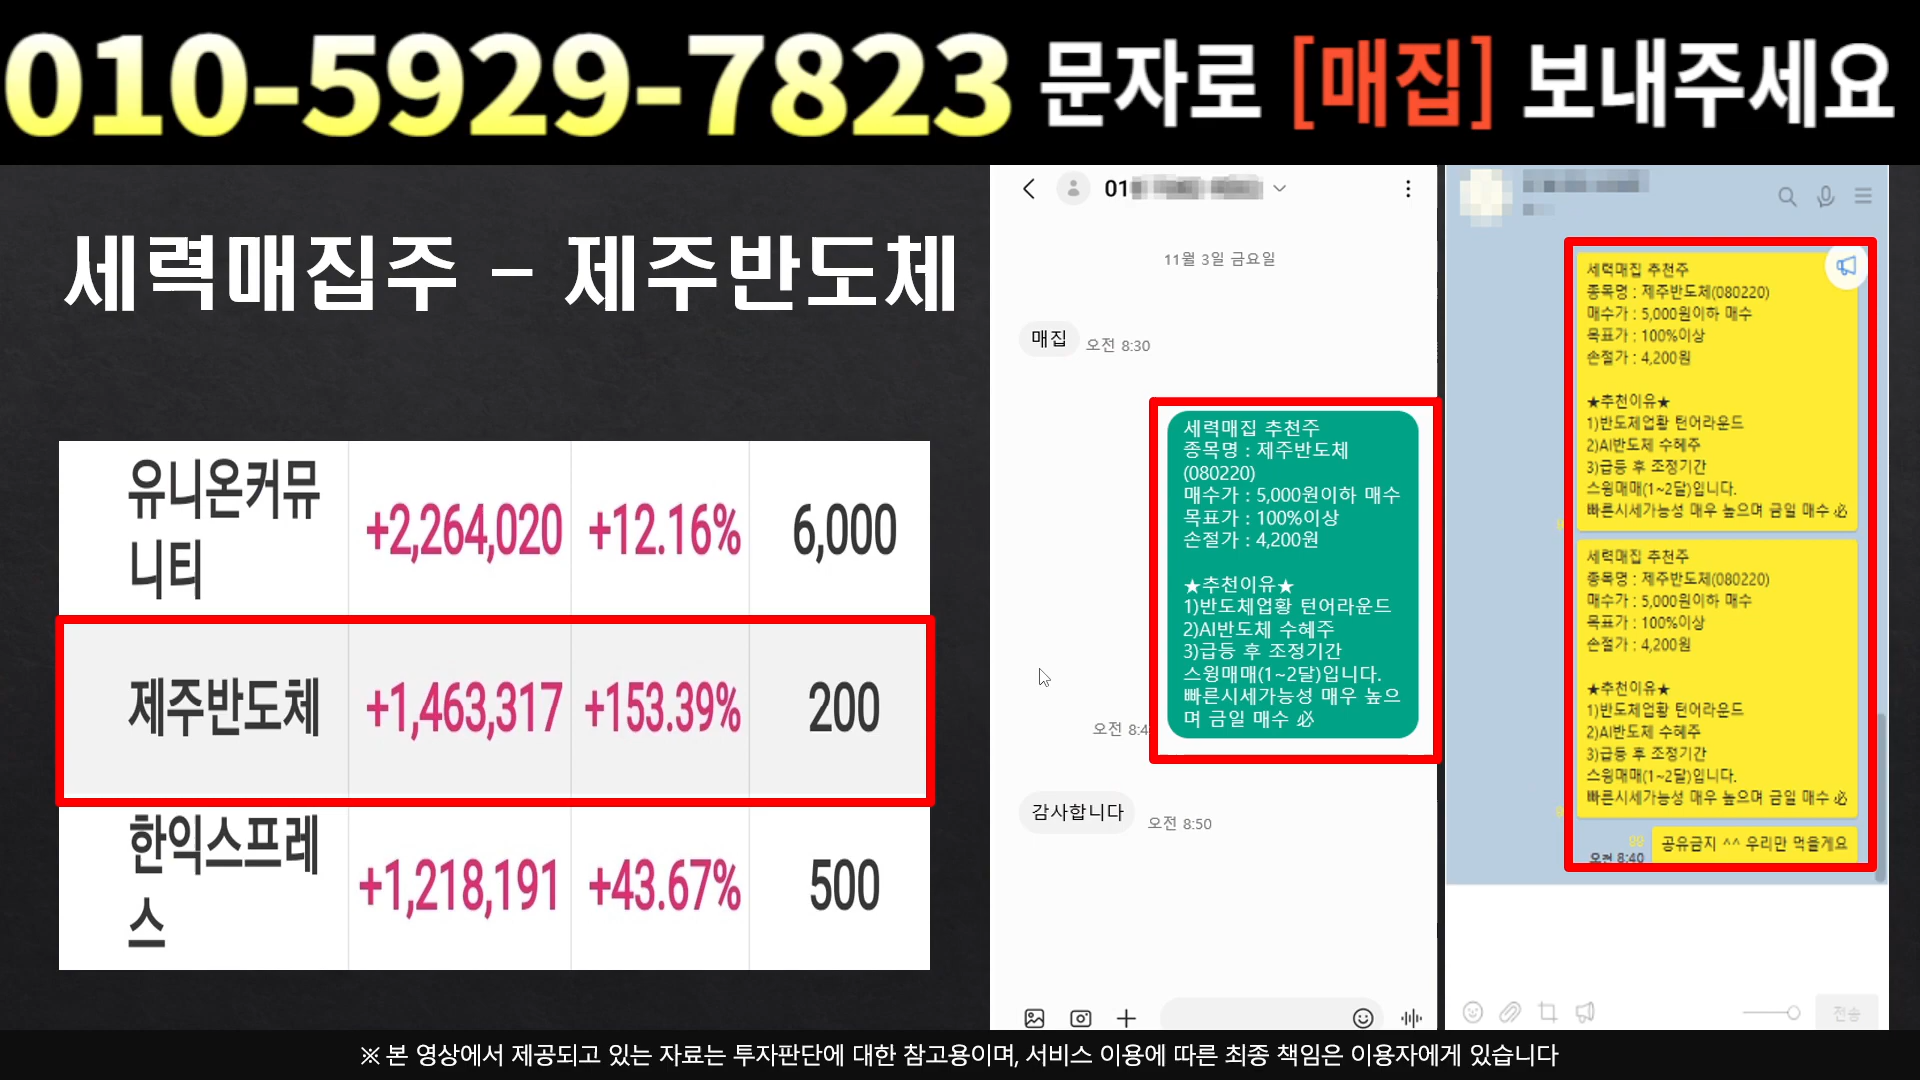 010-5929-7823 문자로 [매집] 보내주세요
세력매집주 - 제주반도체
유니온커뮤
니티
+2,264,020
+12.16%
6,000
제주반도체
+1,463,317
+153.39%
200
한익스프레
스
+1,218,191
+43.67%
500
01
11월 3일 금요일
매집
오전 8:30
세력매집 추천주
종목명 : 제주반도체
(080220)
매수가 : 5,000원이하 매수
목표가 : 100%이상
손절가 : 4,200원
★추천이유★
1)반도체업황 턴어라운드
2)AI반도체 수혜주
3)급등 후 조정기간
스윙매매(1~2달)입니다.
빠른시세가능성 매우 높으
며 금일 매수 必
오전 8:4
감사합니다
오전 8:50
세력매집 추천주
종목명 : 제주반도체(080220)
매수가 : 5,000원이하 매수
목표가 : 100%이상
손절가 : 4,200원
★추천이유★
1)반도체업황 턴어라운드
2)AI반도체 수혜주
3)급등 후 조정기간
스윙매매(1~2달)입니다.
빠른시세가능성 매우 높으며 금일 매수 必
세력매집 추천주
종목명 : 제주반도체(080220)
매수가 : 5,000원이하 매수
목표가 : 100%이상
손절가 : 4,200원
★추천이유★
1)반도체업황 턴어라운드
2)AI반도체 수혜주
3)급등 후 조정기간
스윙매매(1~2달)입니다.
빠른시세가능성 매우 높으며 금일 매수 必
공유금지 ^^ 우리만 먹을게요
오전 8:40
전송
※ 본 영상에서 제공되고 있는 자료는 투자판단에 대한 참고용이며, 서비스 이용에 따른 최종 책임은 이용자에게 있습니다